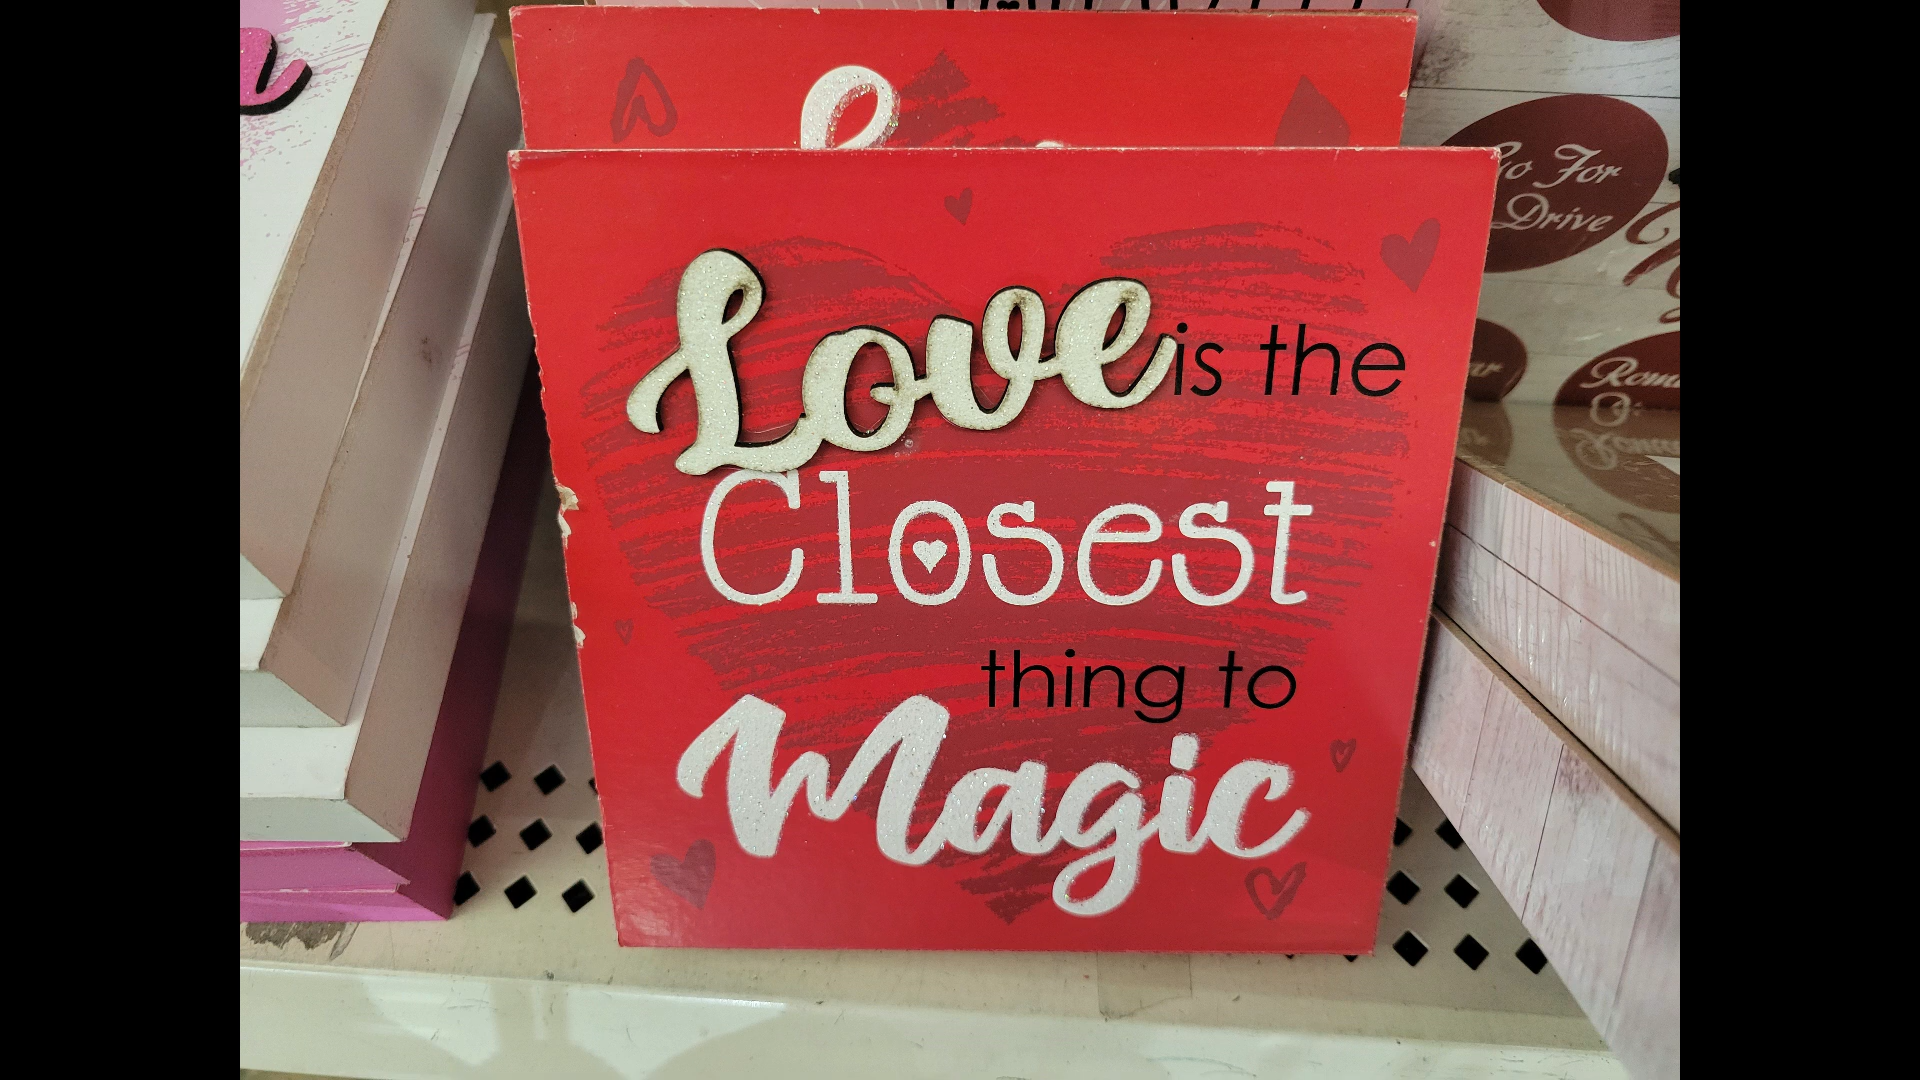 Love is the
Closest
thing to
Magic
Go For
Drive